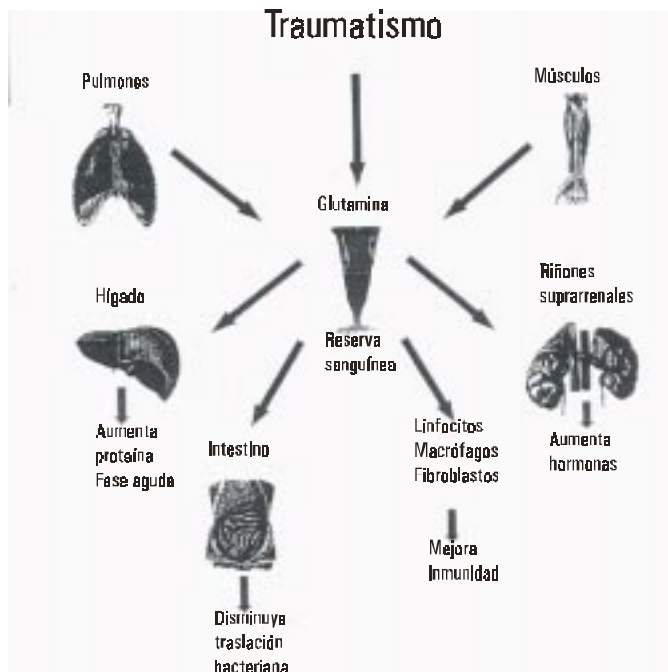 Traumatismo
Pulmones
Músculos
Glutamina
Hígado
Riñones
suprarrenales
Reserva
sanguínea
Aumenta
proteína
Fase aguda
Intestino
Linfocitos
Macrófagos
Fibroblastos
Aumenta
hormonas
Mejora
Inmunidad
Disminuye
traslación
bacteriana